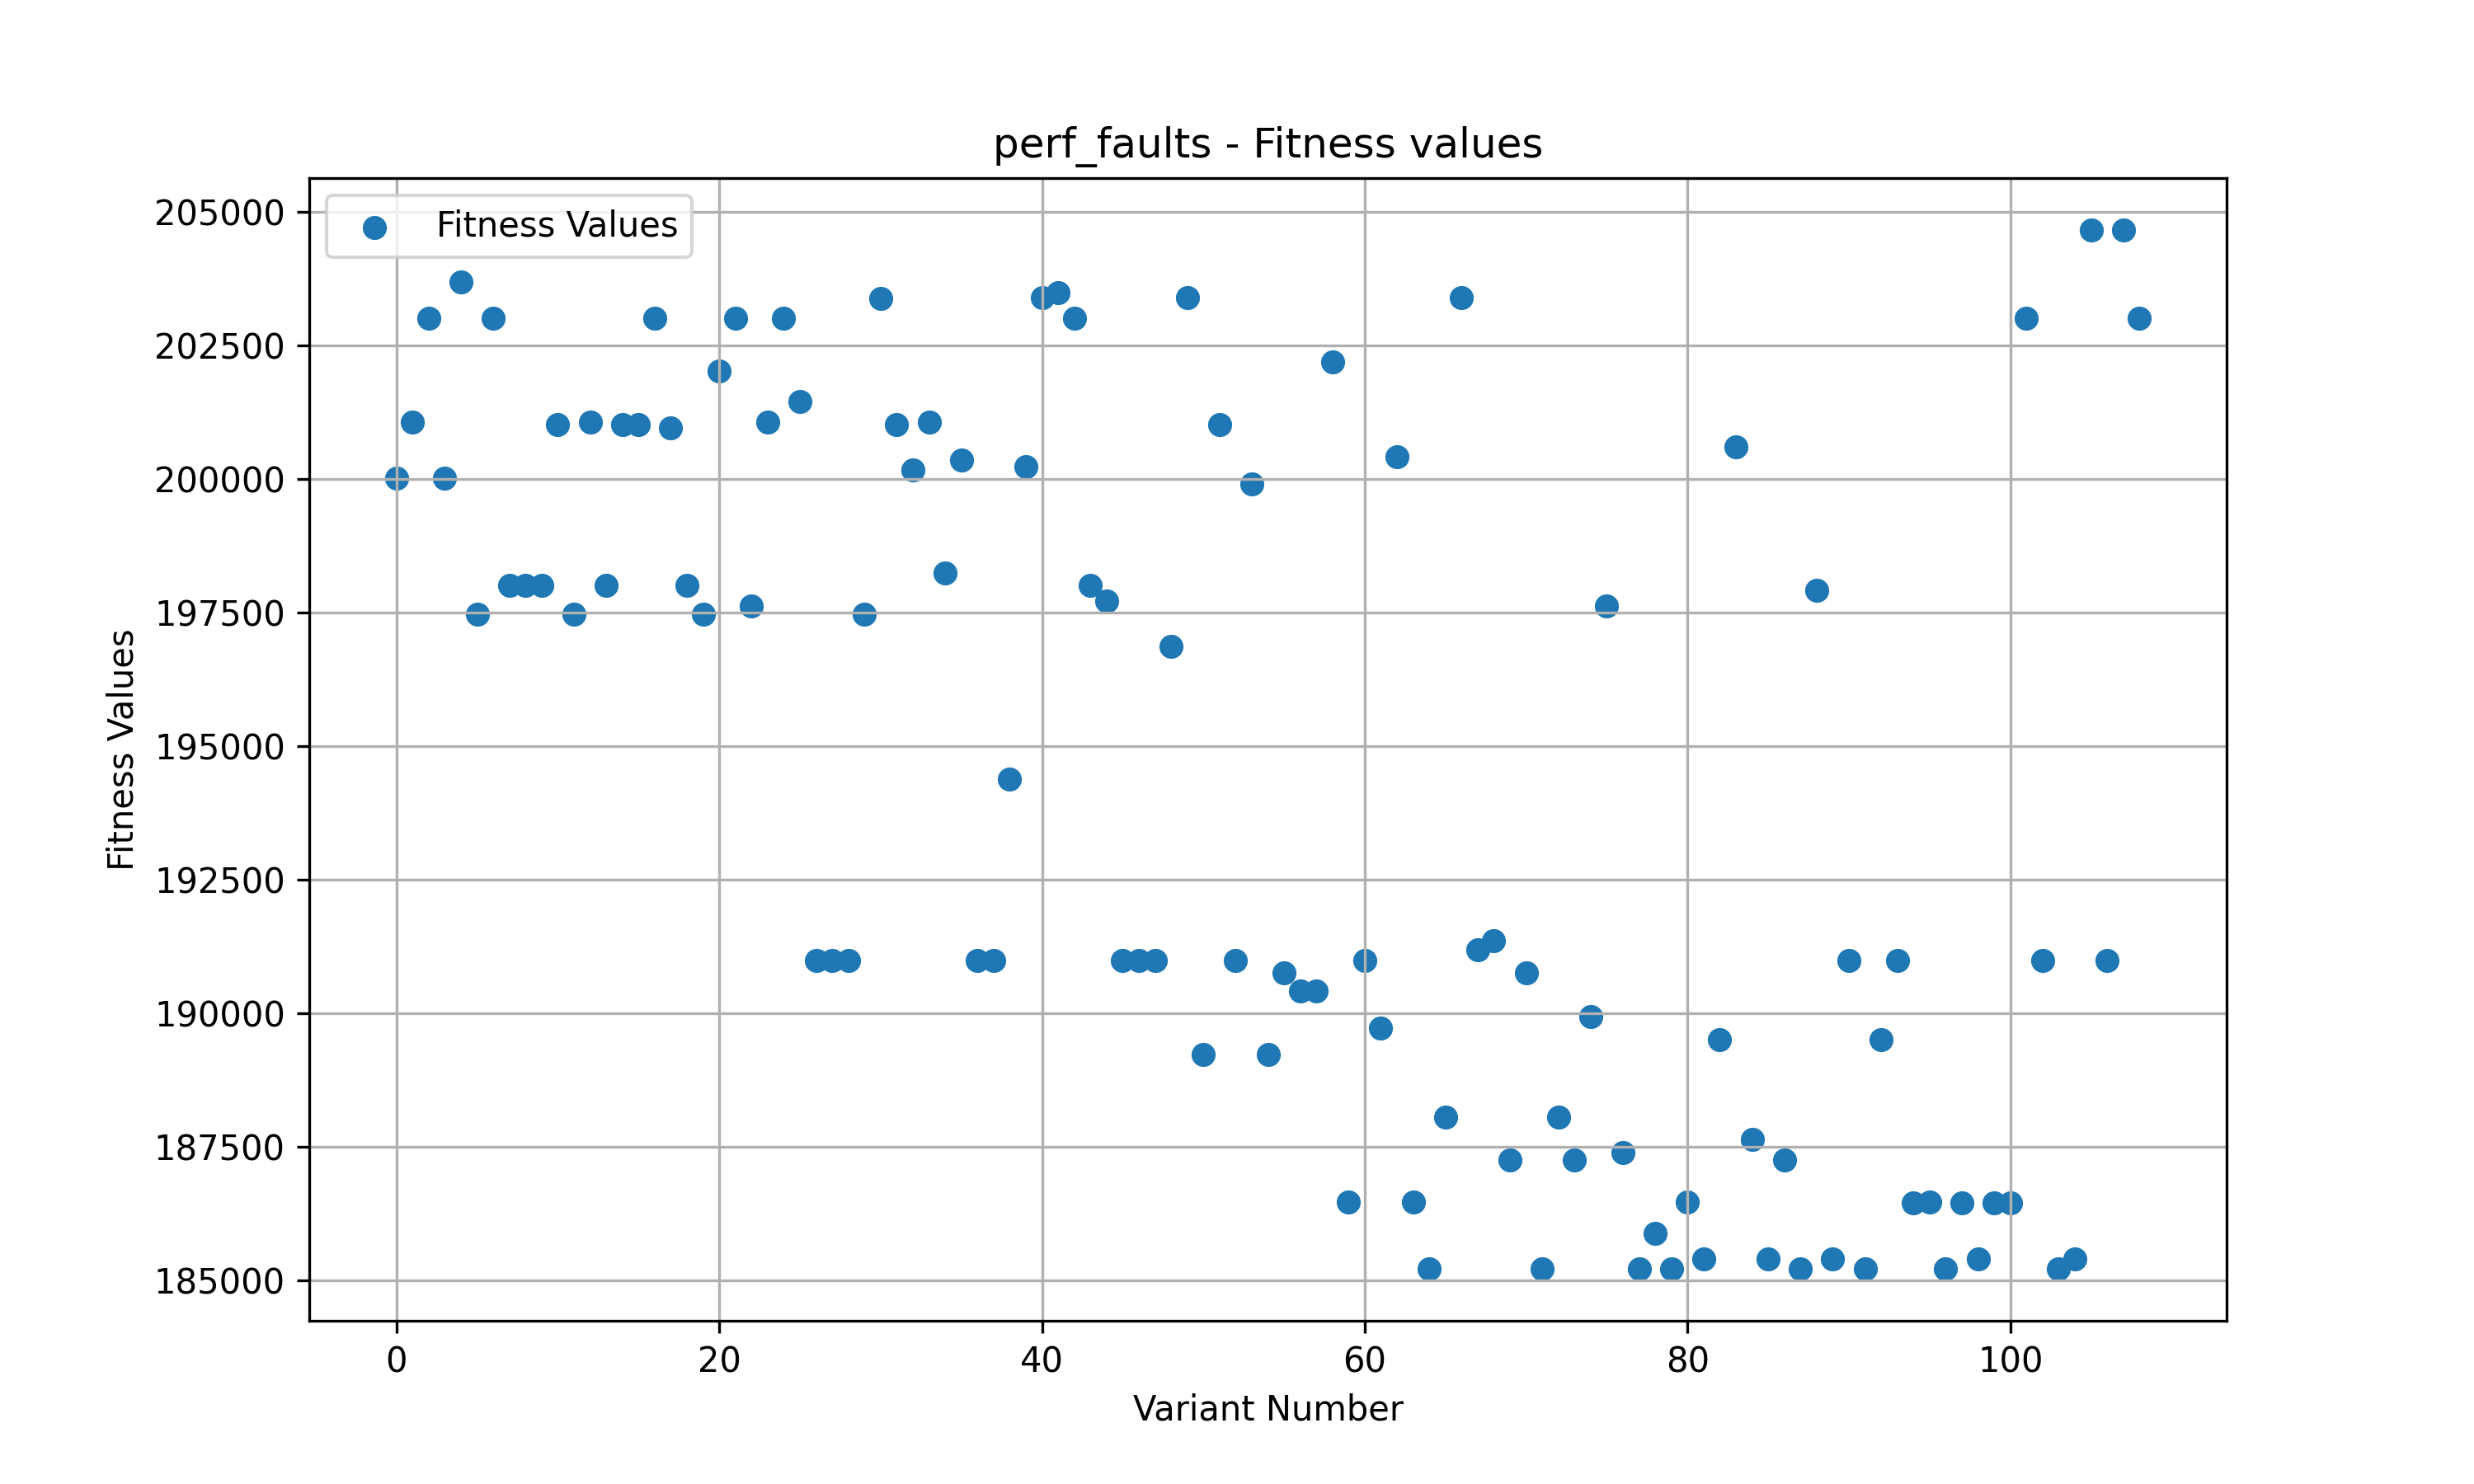 perf_faults - Fitness values
Fitness Values
205000
202500
200000
197500
195000
192500
190000
187500
185000
Fitness Values
0 20 40 60 80 100
Variant Number